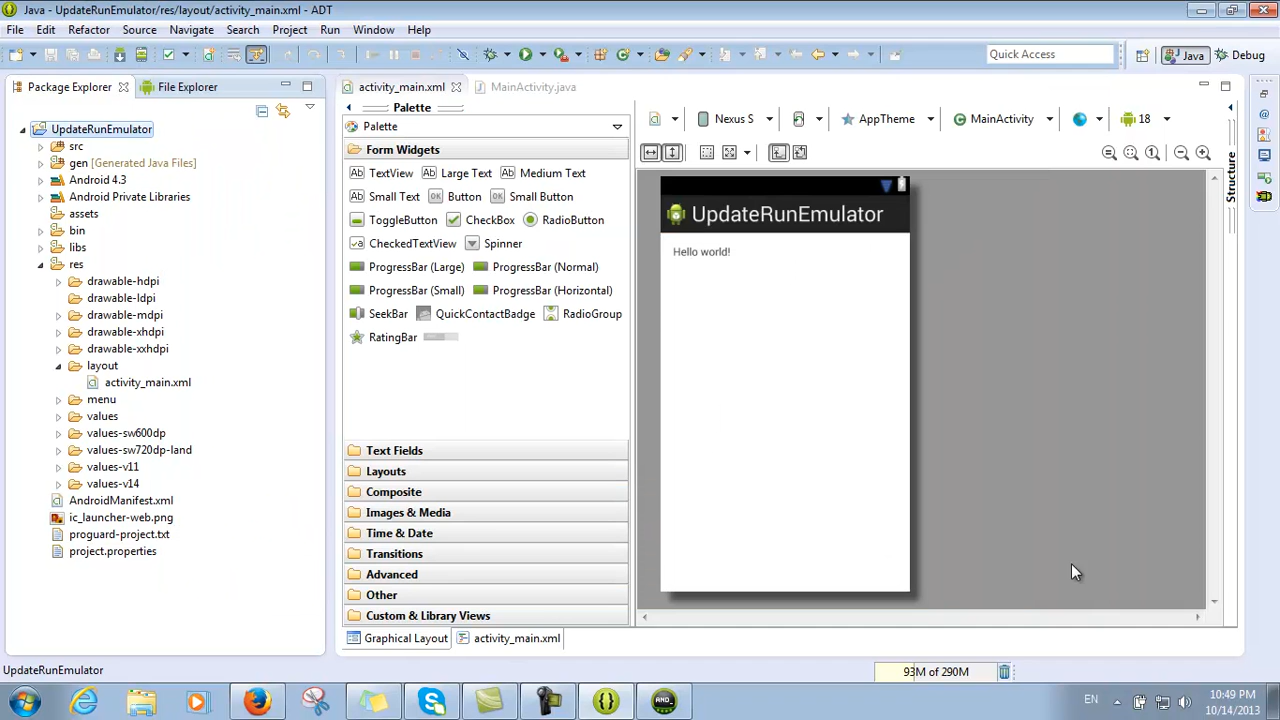 Java - UpdateRunEmulator/res/layout/activity_main.xml - ADT
File Edit Refactor Source Navigate Search Project Run Window Help
Quick Access
Java
Debug
Package Explorer
File Explorer
UpdateRunEmulator
src
gen [Generated Java Files]
Android 4.3
Android Private Libraries
assets
bin
libs
res
drawable-hdpi
drawable-ldpi
drawable-mdpi
drawable-xhdpi
drawable-xxhdpi
layout
activity_main.xml
menu
values
values-sw600dp
values-sw720dp-land
values-v11
values-v14
AndroidManifest.xml
ic_launcher-web.png
proguard-project.txt
project.properties
activity_main.xml
MainActivity.java
Palette
Palette
Form Widgets
Ab TextView Ab Large Text Ab Medium Text
Ab Small Text OK Button OK Small Button
ToggleButton CheckBox RadioButton
CheckedTextView Spinner
ProgressBar (Large) ProgressBar (Normal)
ProgressBar (Small) ProgressBar (Horizontal)
SeekBar QuickContactBadge RadioGroup
RatingBar
Text Fields
Layouts
Composite
Images & Media
Time & Date
Transitions
Advanced
Other
Custom & Library Views
Graphical Layout
activity_main.xml
Nexus S
AppTheme
MainActivity
18
UpdateRunEmulator
Hello world!
Structure
UpdateRunEmulator
93M of 290M
EN
10:49 PM
10/14/2013